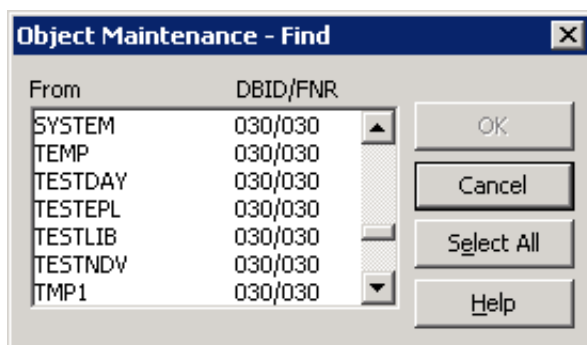 Object Maintenance - Find
From DBID/FNR
SYSTEM 030/030
TEMP 030/030
TESTDAY 030/030
TESTEPL 030/030
TESTLIB 030/030
TESTNDV 030/030
TMP1 030/030
OK
Cancel
Select All
Help